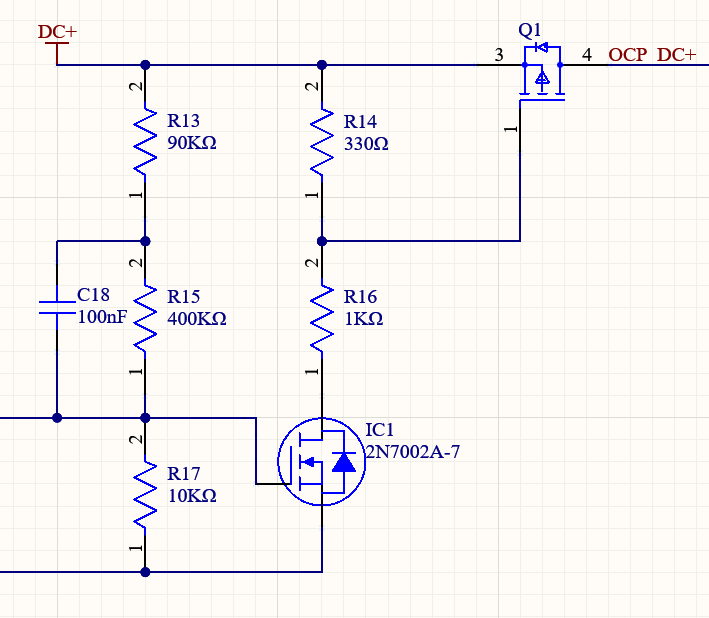 DC+
Q1
3
4
OCP DC+
2
2
R13
90KΩ
R14
330Ω
1
1
1
2
2
C18
100nF
R15
400KΩ
R16
1KΩ
1
1
2
IC1
2N7002A-7
R17
10KΩ
1